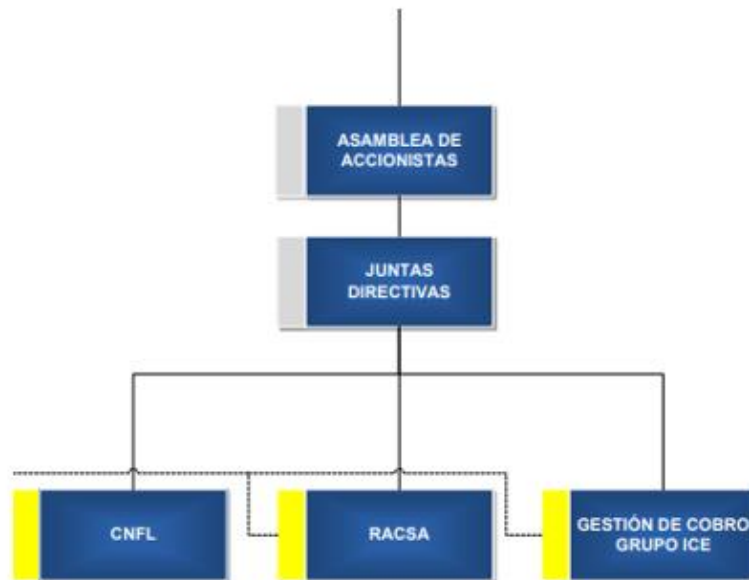 ASAMBLEA DE
ACCIONISTAS
JUNTAS
DIRECTIVAS
CNFL
RACSA
GESTIÓN DE COBRO
GRUPO ICE